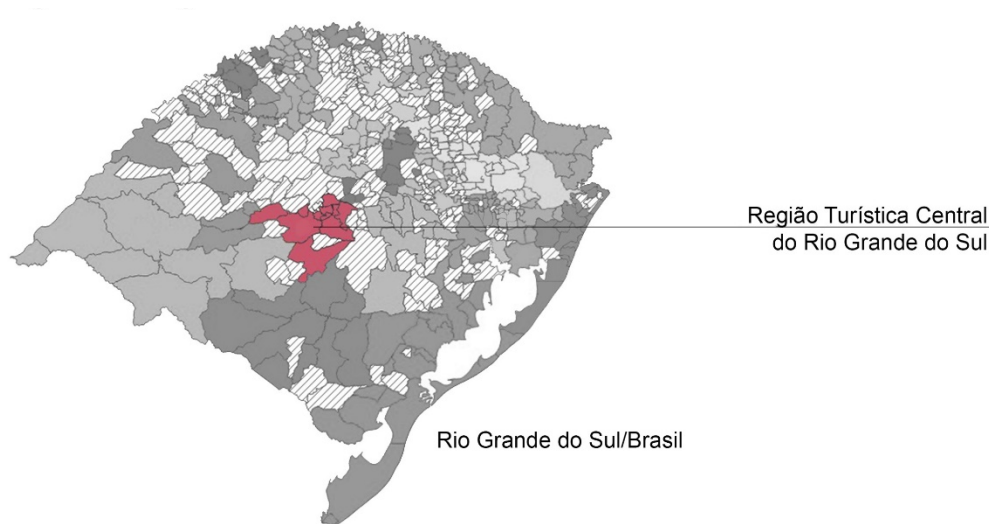 Região Turística Central
do Rio Grande do Sul
Rio Grande do Sul/Brasil